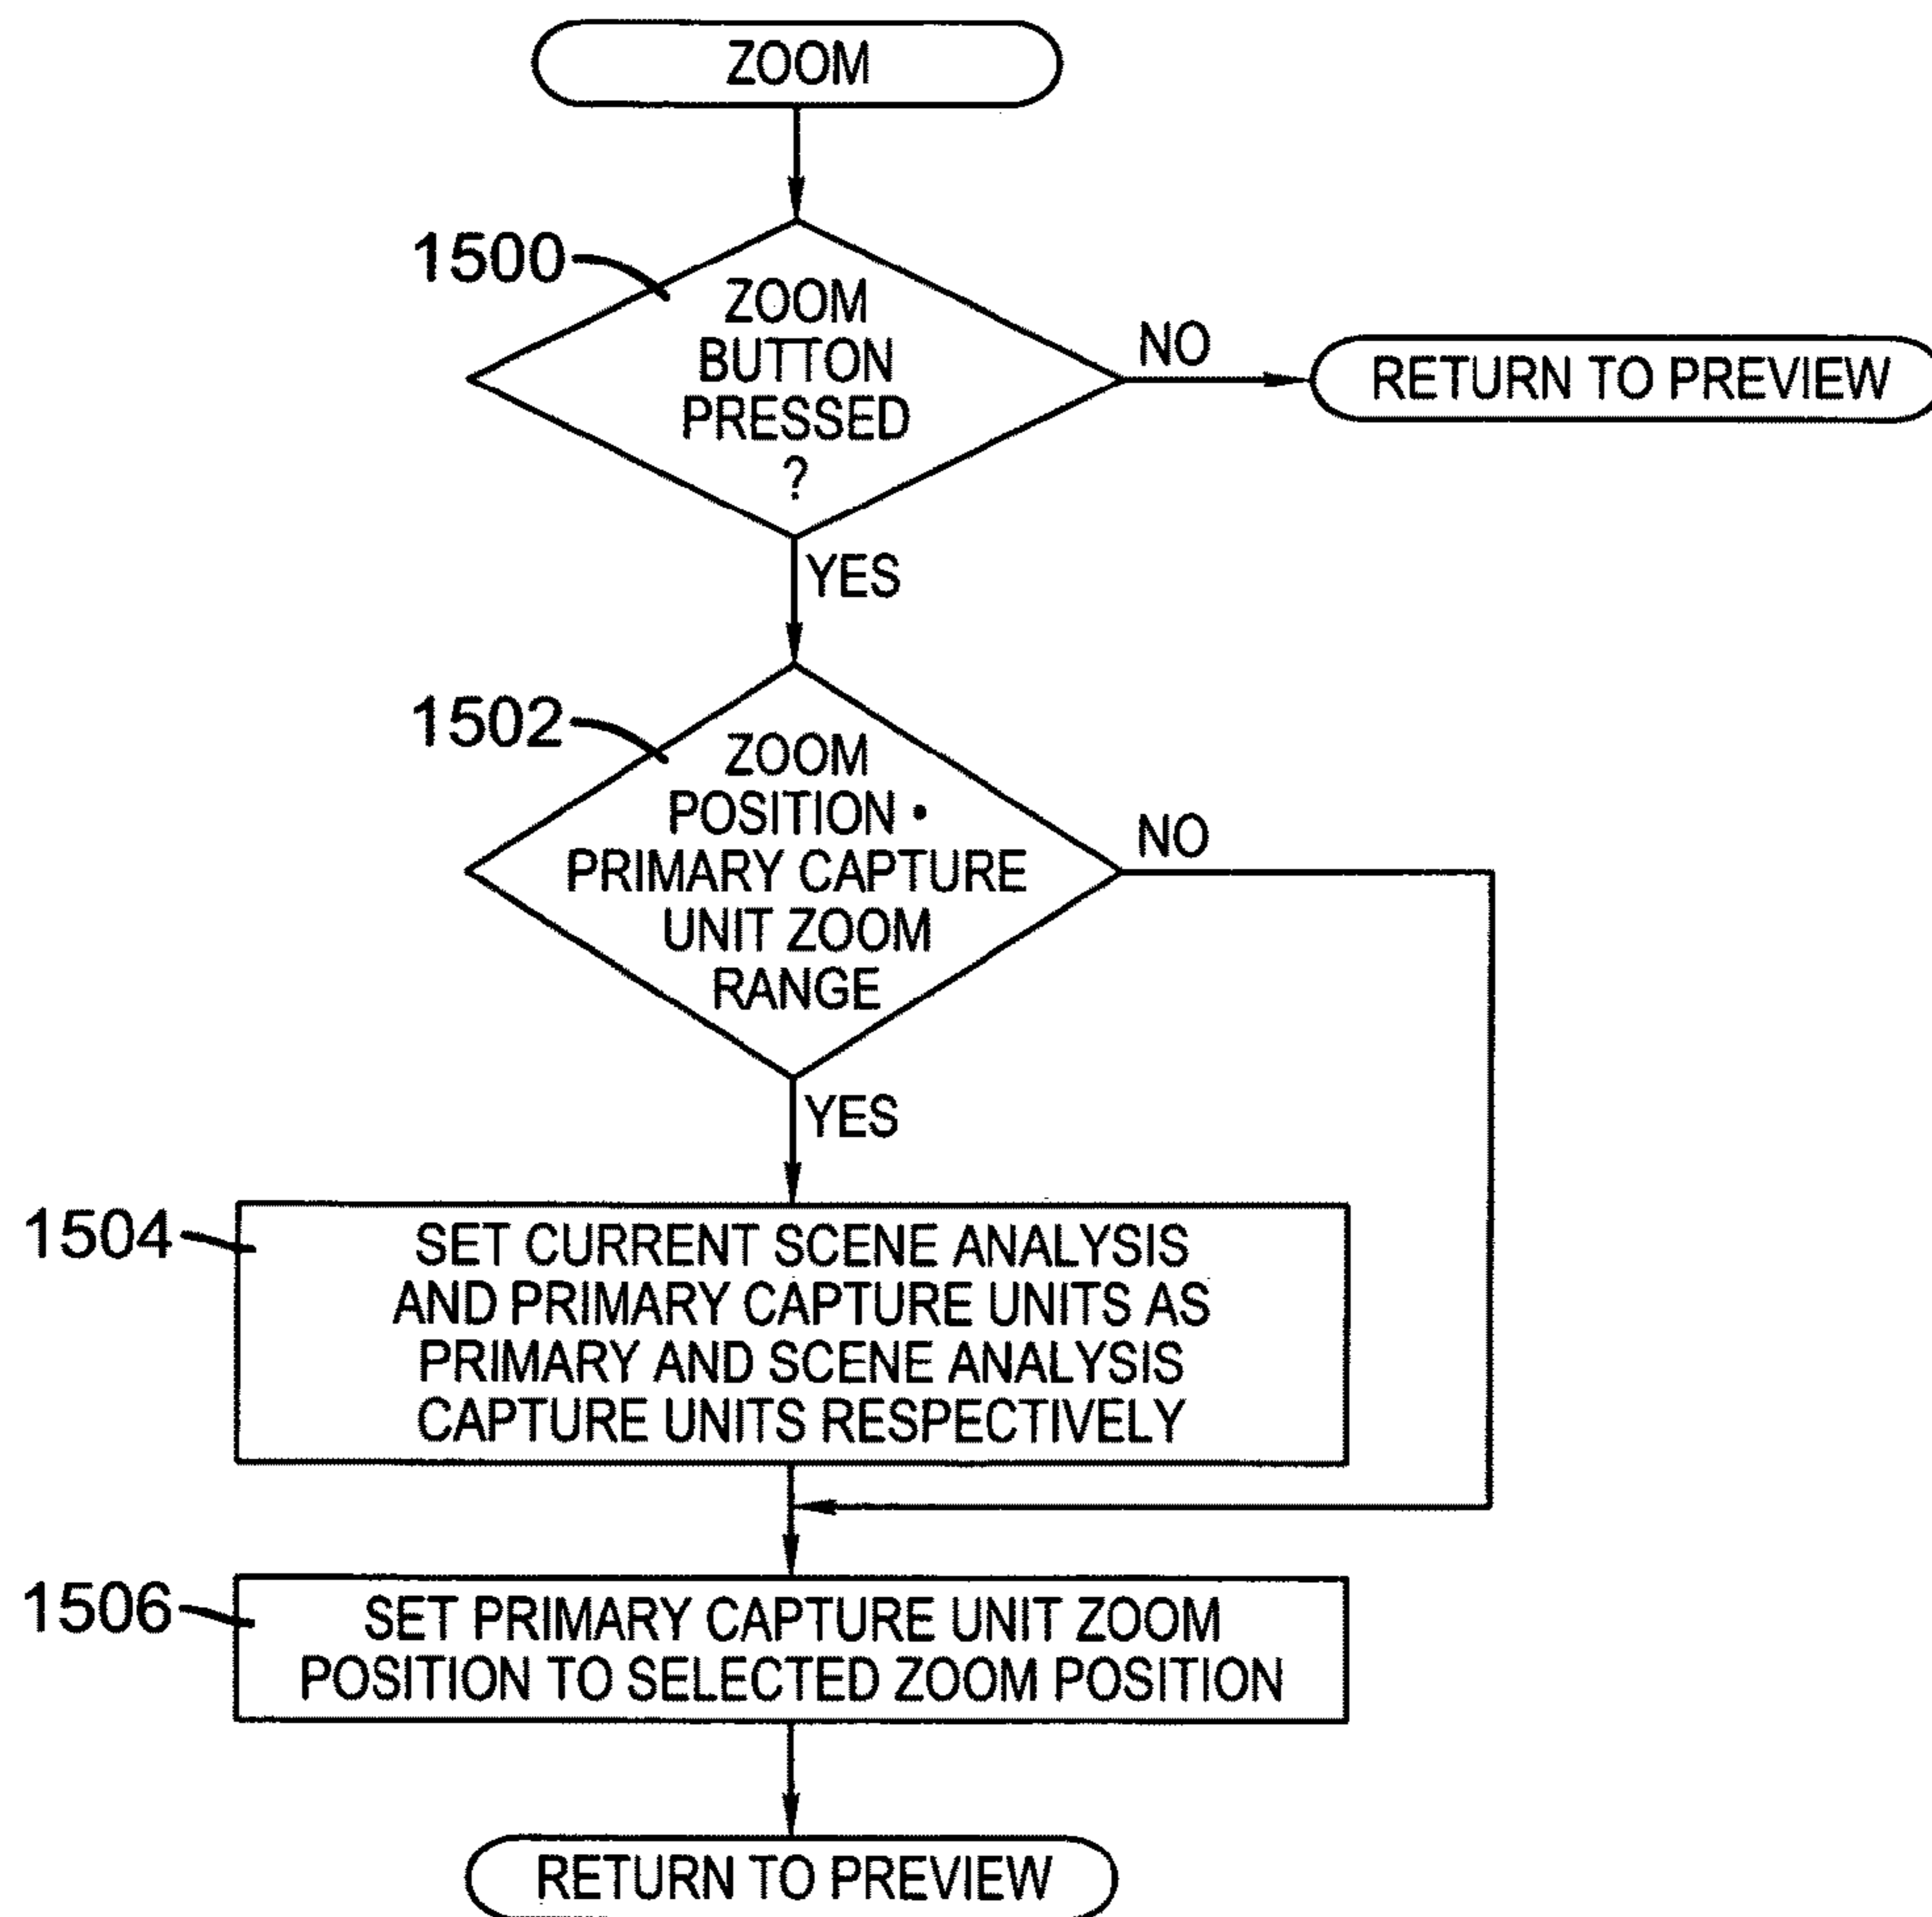 ZOOM
1500
ZOOM
BUTTON
PRESSED
?
NO
RETURN TO PREVIEW
YES
1502
ZOOM
POSITION •
PRIMARY CAPTURE
UNIT ZOOM
RANGE
NO
YES
1504
SET CURRENT SCENE ANALYSIS
AND PRIMARY CAPTURE UNITS AS
PRIMARY AND SCENE ANALYSIS
CAPTURE UNITS RESPECTIVELY
1506
SET PRIMARY CAPTURE UNIT ZOOM
POSITION TO SELECTED ZOOM POSITION
RETURN TO PREVIEW